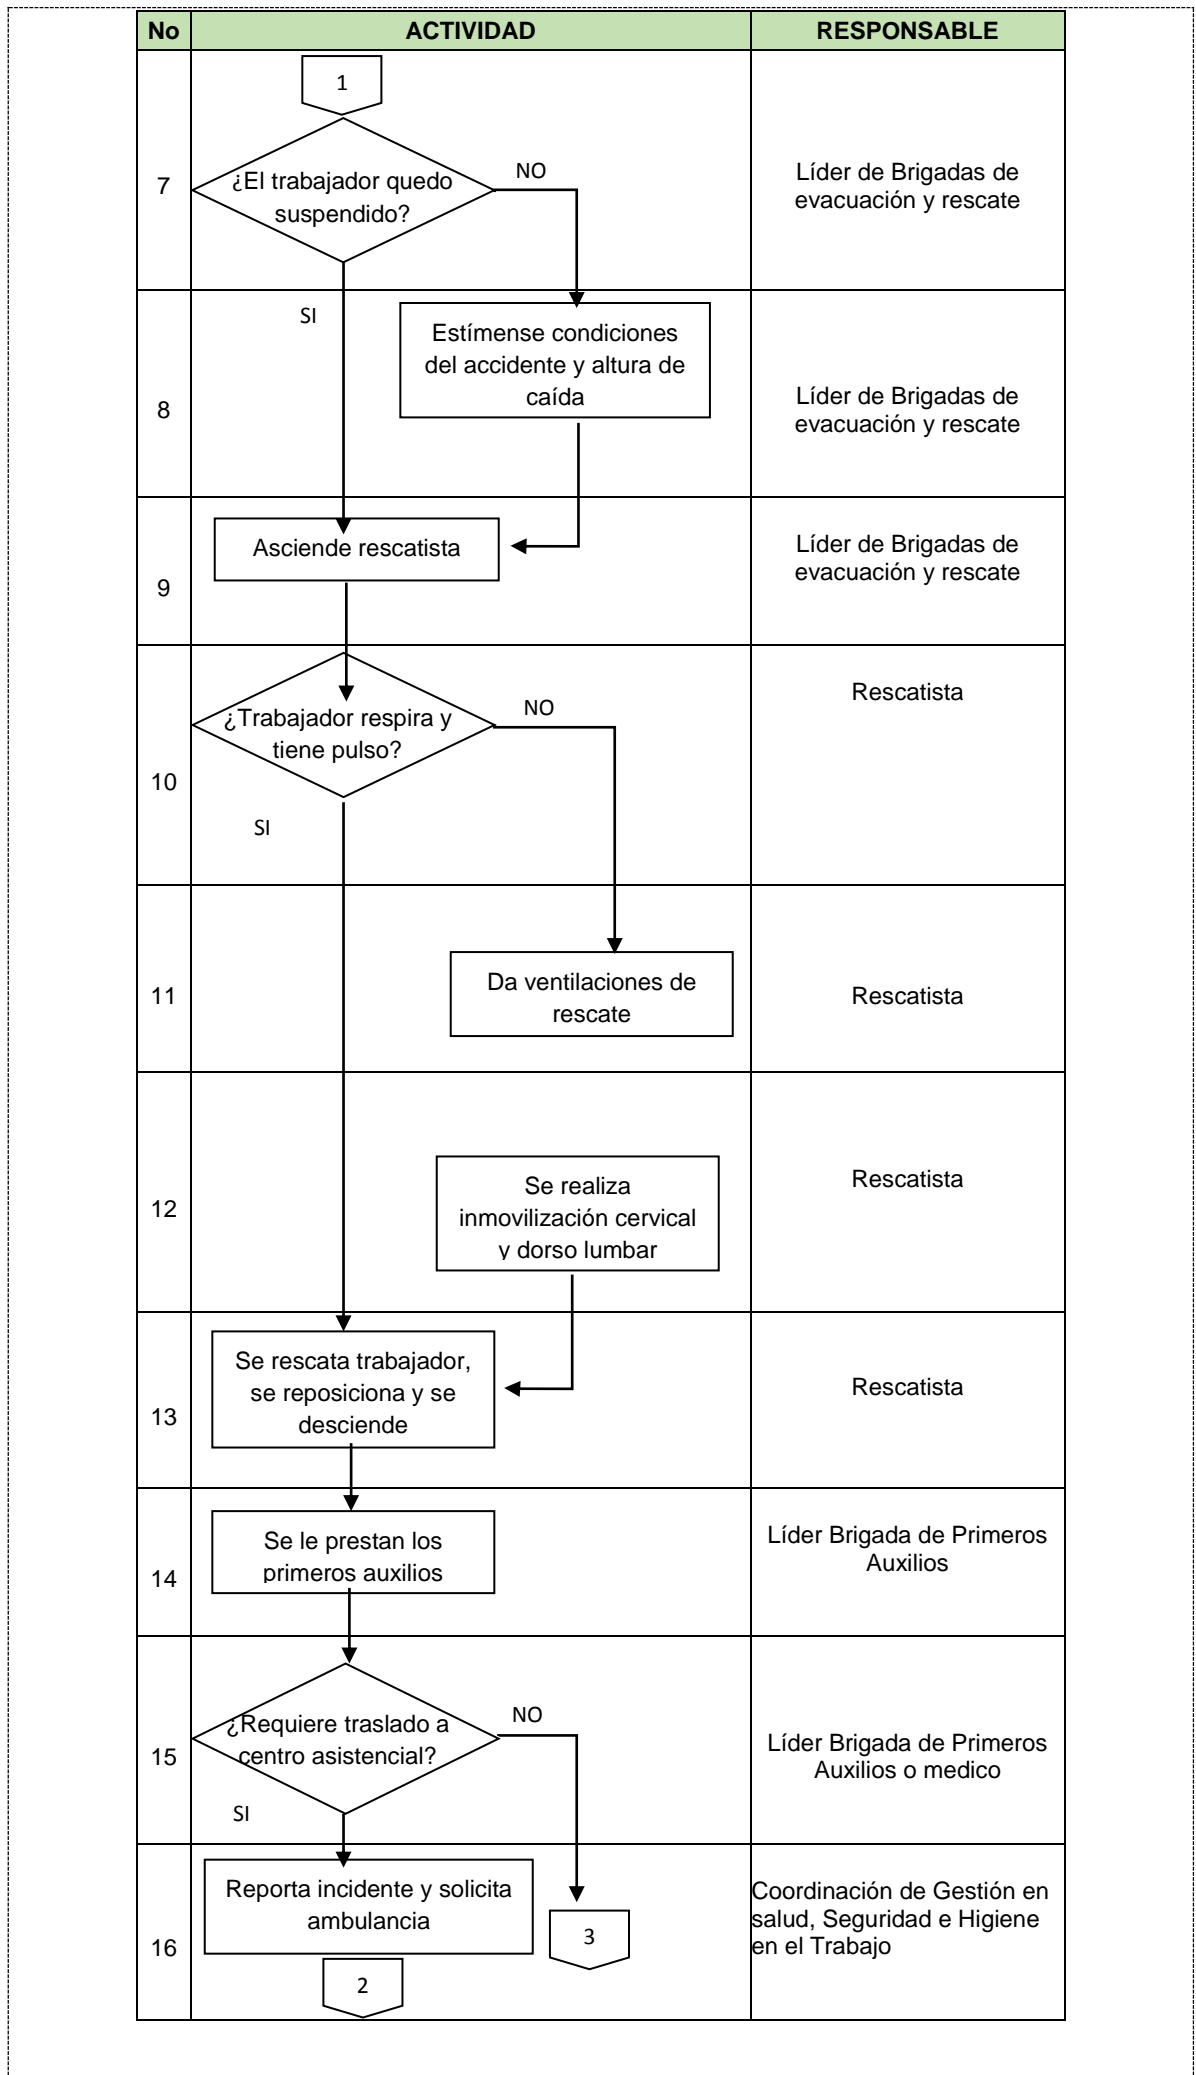 No ACTIVIDAD RESPONSABLE
1
7
¿El trabajador quedo
suspendido?
NO
SI
Líder de Brigadas de
evacuación y rescate
8
Estímense condiciones
del accidente y altura de
caída
Líder de Brigadas de
evacuación y rescate
9
Asciende rescatista
Líder de Brigadas de
evacuación y rescate
10
¿Trabajador respira y
tiene pulso?
NO
SI
Rescatista
11
Da ventilaciones de
rescate
Rescatista
12
Se realiza
inmovilización cervical
y dorso lumbar
Rescatista
13
Se rescata trabajador,
se reposiciona y se
desciende
Rescatista
14
Se le prestan los
primeros auxilios
Líder Brigada de Primeros
Auxilios
15
¿Requiere traslado a
centro asistencial?
NO
SI
Líder Brigada de Primeros
Auxilios o medico
16
Reporta incidente y solicita
ambulancia
3
2
Coordinación de Gestión en
salud, Seguridad e Higiene
en el Trabajo